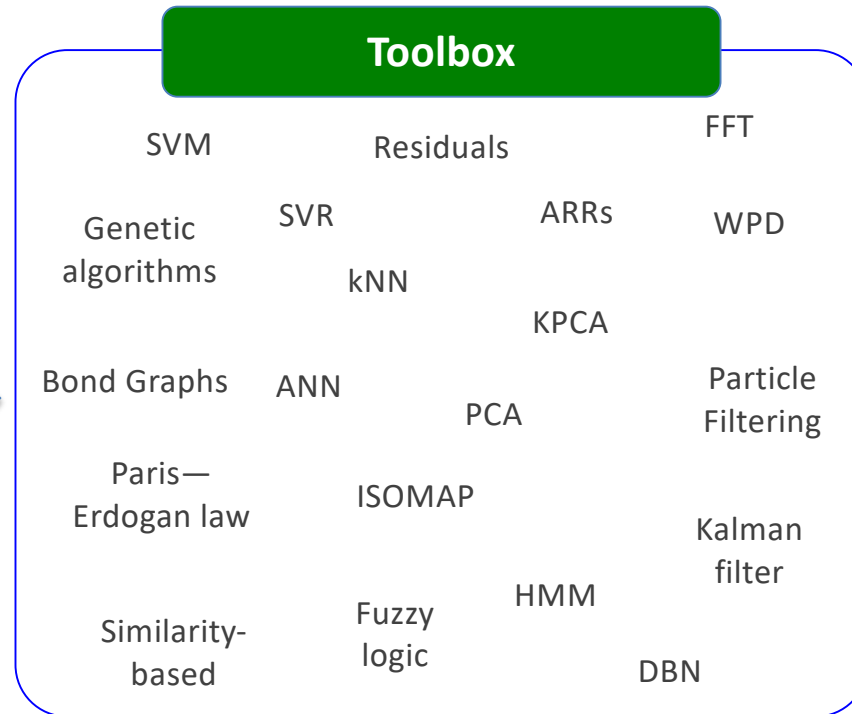 Toolbox
SVM
Residuals
FFT
Genetic
algorithms
SVR
ARRs
WPD
kNN
KPCA
Bond Graphs
ANN
PCA
Particle
Filtering
Paris—
Erdogan law
ISOMAP
Kalman
filter
HMM
Similarity-
based
Fuzzy
logic
DBN